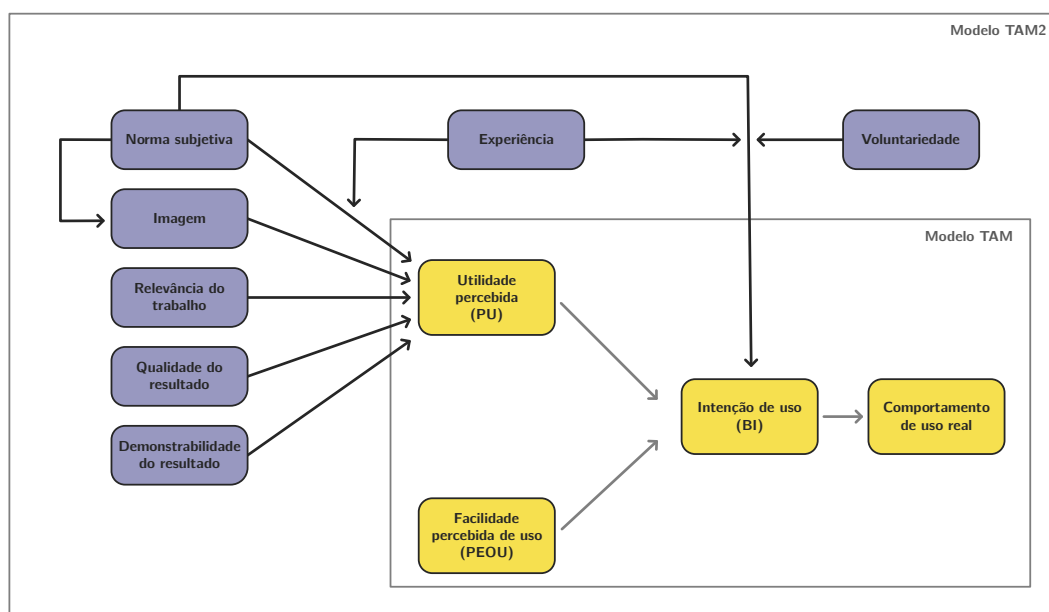 Modelo TAM2
Norma subjetiva
Experiência
Voluntariedade
Imagem
Modelo TAM
Relevância do
trabalho
Utilidade
percebida
(PU)
Qualidade do
resultado
Intenção de uso
(BI)
Comportamento
de uso real
Demonstrabilidade
do resultado
Facilidade
percebida de uso
(PEOU)